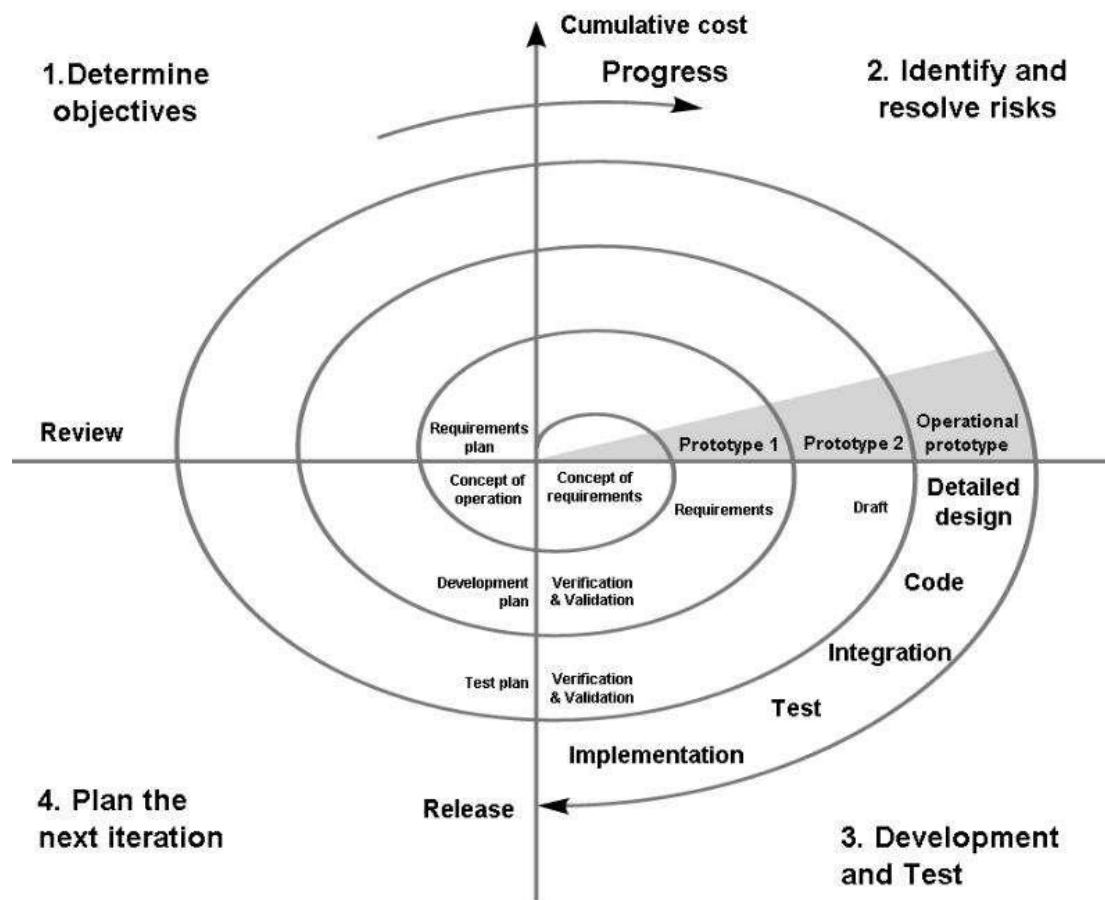 Cumulative cost
Progress
1.Determine
objectives
2. Identify and
resolve risks
Review
Requirements
plan
Prototype 1
Prototype 2
Operational
prototype
Concept of
operation
Concept of
requirements
Requirements
Draft
Detailed
design
Development
plan
Verification
& Validation
Code
Integration
Test plan
Verification
& Validation
Test
Implementation
Release
4. Plan the
next iteration
3. Development
and Test